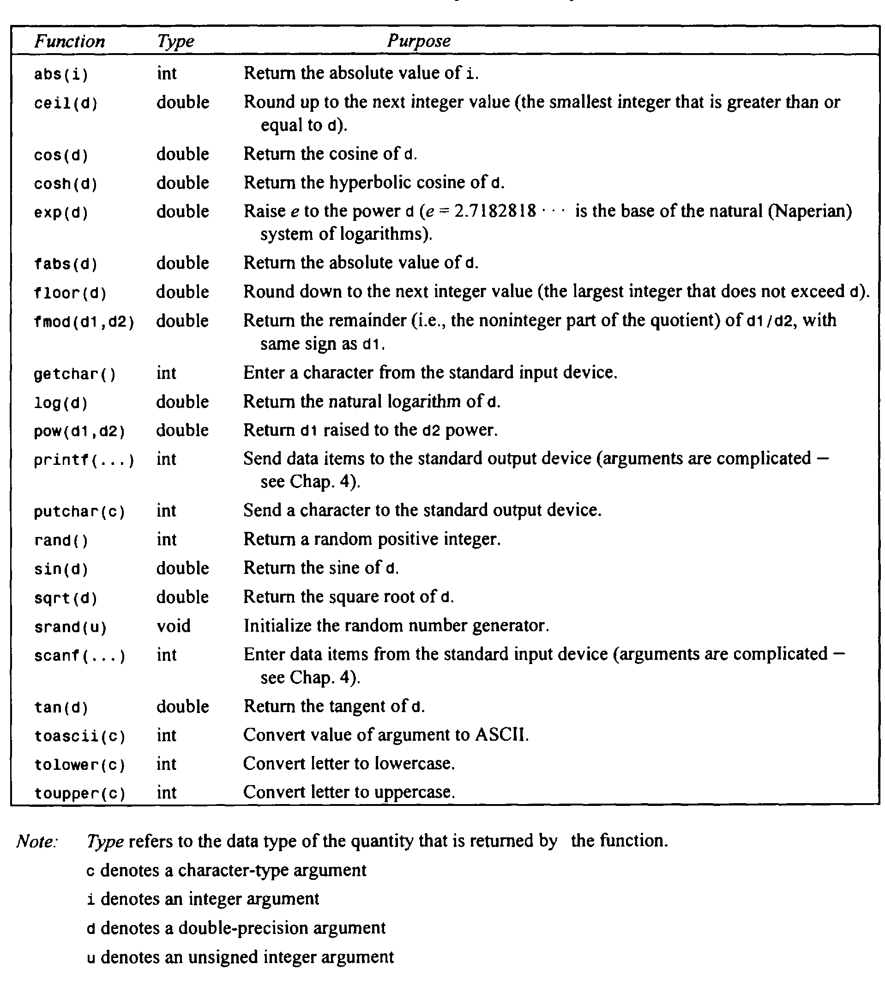 Function Type Purpose
abs(i) int Return the absolute value of i.
ceil(d) double Round up to the next integer value (the smallest integer that is greater than or
equal to d).
cos(d) double Return the cosine of d.
cosh(d) double Return the hyperbolic cosine of d.
exp(d) double Raise e to the power d (e = 2.7182818 · · · is the base of the natural (Naperian)
system of logarithms).
fabs(d) double Return the absolute value of d.
floor(d) double Round down to the next integer value (the largest integer that does not exceed d).
fmod(d1,d2) double Return the remainder (i.e., the noninteger part of the quotient) of d1/d2, with
same sign as d1.
getchar() int Enter a character from the standard input device.
log(d) double Return the natural logarithm of d.
pow(d1,d2) double Return d1 raised to the d2 power.
printf(...) int Send data items to the standard output device (arguments are complicated —
see Chap. 4).
putchar(c) int Send a character to the standard output device.
rand() int Return a random positive integer.
sin(d) double Return the sine of d.
sqrt(d) double Return the square root of d.
srand(u) void Initialize the random number generator.
scanf(...) int Enter data items from the standard input device (arguments are complicated —
see Chap. 4).
tan(d) double Return the tangent of d.
toascii(c) int Convert value of argument to ASCII.
tolower(c) int Convert letter to lowercase.
toupper(c) int Convert letter to uppercase.
Note: Type refers to the data type of the quantity that is returned by the function.
c denotes a character-type argument
i denotes an integer argument
d denotes a double-precision argument
u denotes an unsigned integer argument